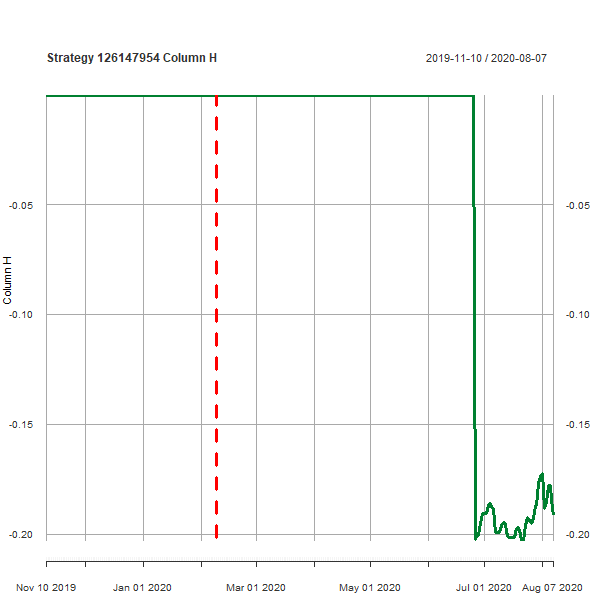 Strategy 126147954 Column H
2019-11-10 / 2020-08-07
Column H
-0.05
-0.05
-0.10
-0.10
-0.15
-0.15
-0.20
-0.20
Nov 10 2019
Jan 01 2020
Mar 01 2020
May 01 2020
Jul 01 2020
Aug 07 2020